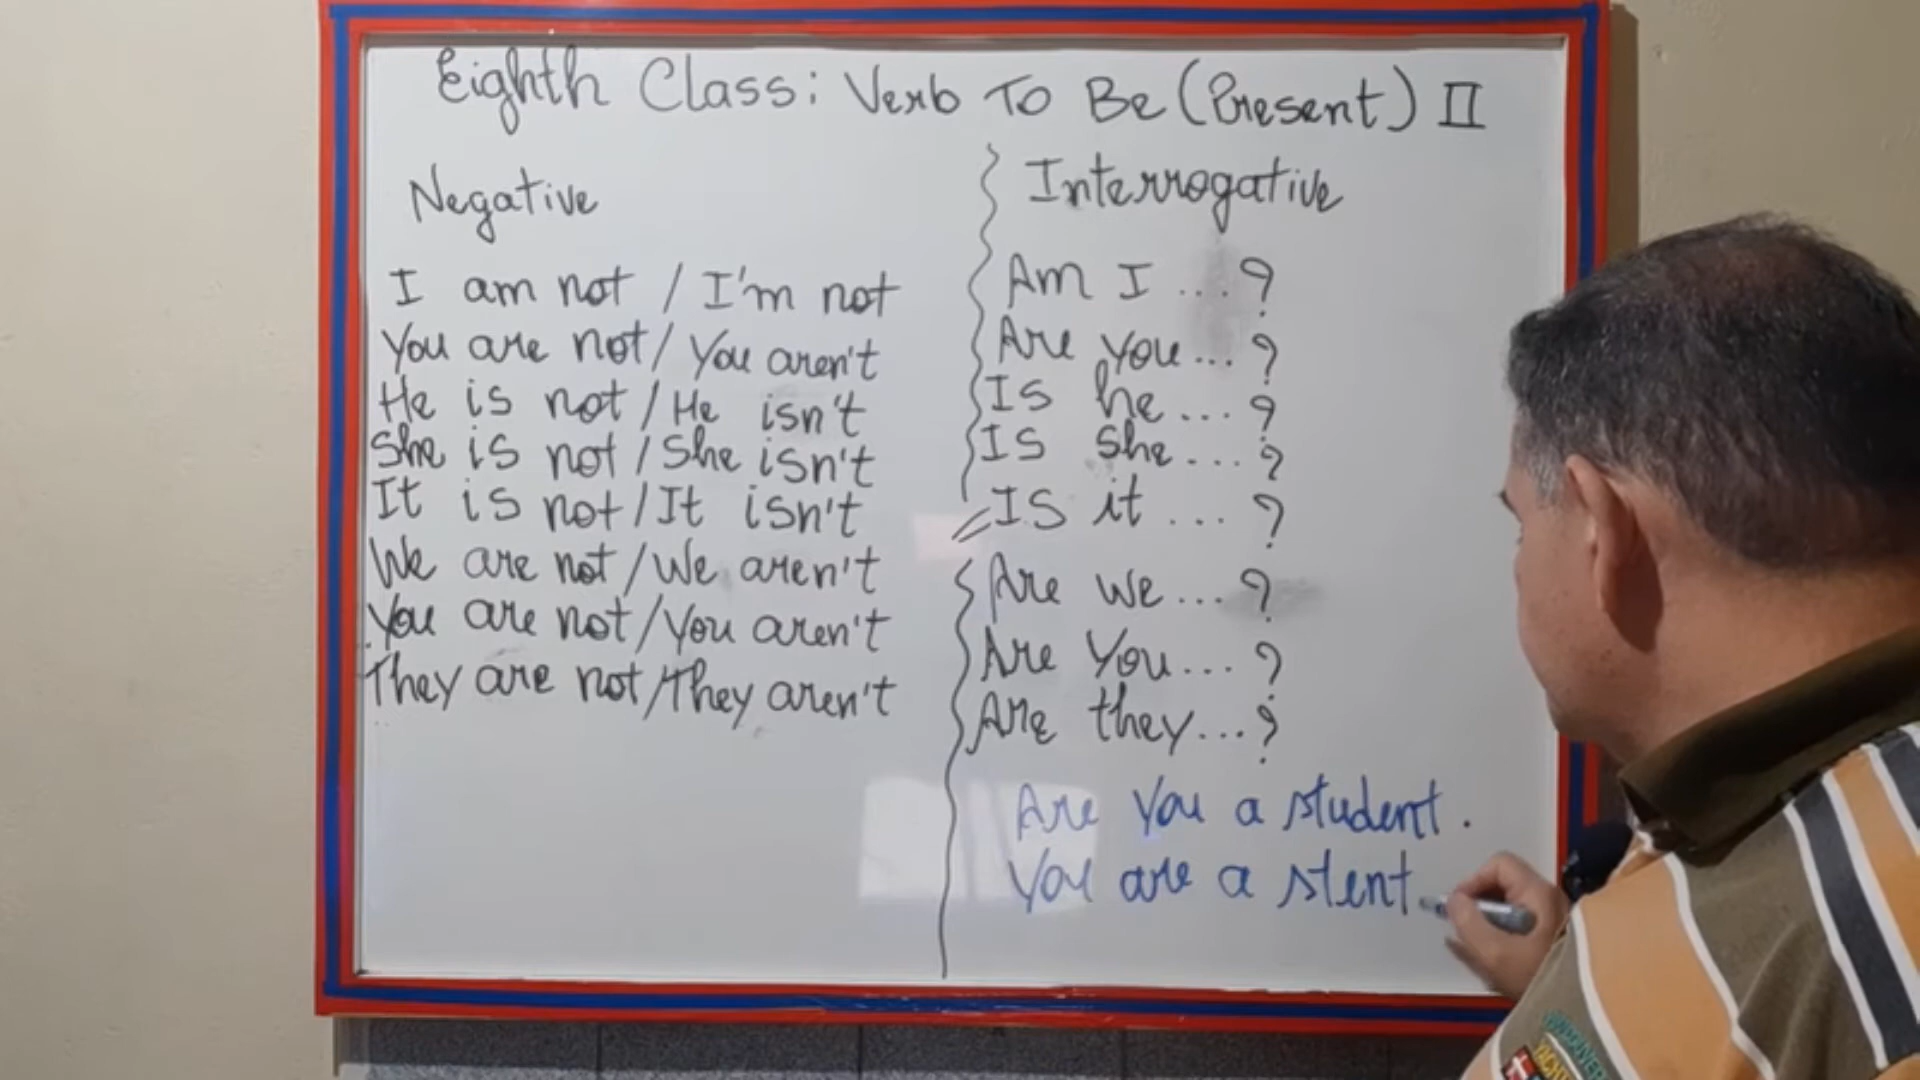 Eighth Class: Verb To Be (Present) II
Negative
I am not / I'm not
You are not / You aren't
He is not / He isn't
She is not / She isn't
It is not / It isn't
We are not / We aren't
You are not / You aren't
They are not / They aren't
Interrogative
Am I ... ?
Are you ... ?
Is he ... ?
Is she ... ?
Is it ... ?
Are we ... ?
Are You ... ?
Are they ... ?
Are You a student .
You are a stent
YACHT